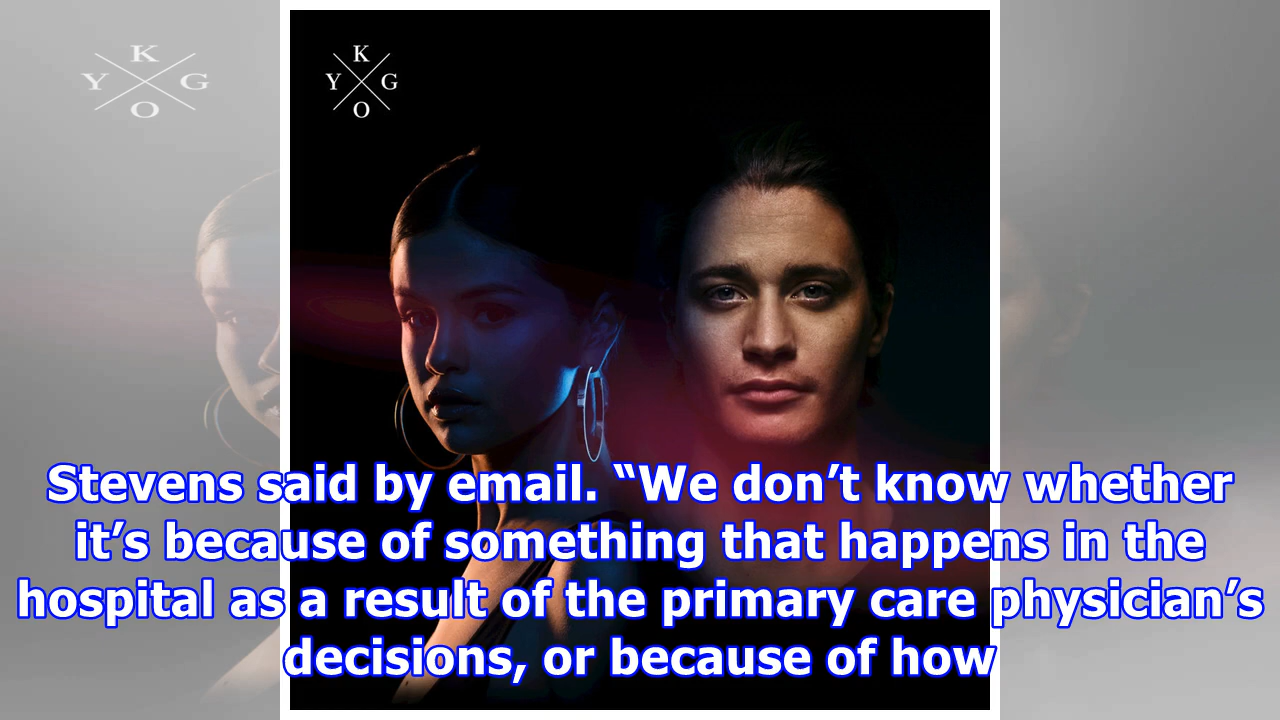 K
Y G
O
K
Y G
O
Stevens said by email. “We don’t know whether
it’s because of something that happens in the
hospital as a result of the primary care physician’s
decisions, or because of how